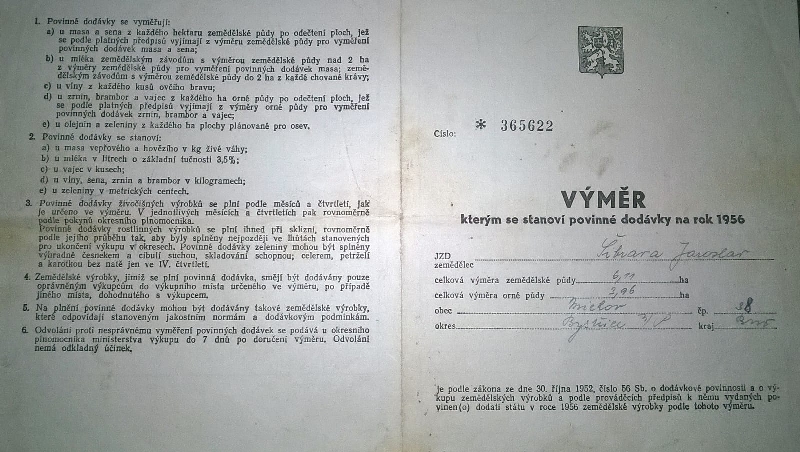 1. Povinné dodávky se vyměřují:
a) u masa a sena z každého hektaru zemědělské půdy po odečtení ploch, jež
se podle platných předpisů vyjímají z výměru zemědělské půdy pro vyměření
povinných dodávek masa a sena;
b) u mléka zemědělským závodům s výměrou zemědělské půdy nad 2 ha
z výměry zemědělské půdy pro vyměření povinných dodávek masa; země-
dělským závodům s výměrou zemědělské půdy do 2 ha z každé chované krávy;
c) u vlny z každého kusů ovčího bravu;
d) u zrnin, brambor a vajec z každého ha orné půdy po odečtení ploch, jež
se podle platných předpisů vyjímají z výměry orné půdy pro vyměření
povinných dodávek zrnin, brambor a vajec;
e) u olejnin a zeleniny z každého ha plochy plánované pro osev.
2. Povinné dodávky se stanoví:
a) u masa vepřového a hovězího v kg živé váhy;
b) u mléka v litrech o základní tučnosti 3,5%;
c) u vajec v kusech;
d) u vlny, sena, zrnin a brambor v kilogramech;
e) u zeleniny v metrických centech.
3. Povinné dodávky živočišných výrobků se plní podle měsíců a čtvrtletí, jak
je určeno ve výměru. V jednotlivých měsících a čtvrtletích pak rovnoměrně
podle pokynů okresního plnomocníka.
Povinné dodávky rostlinných výrobků se plní ihned při sklizni, rovnoměrně
podle jejího průběhu tak, aby byly splněny nejpozději ve lhůtách stanovených
pro ukončení výkupu v okresech. Povinné dodávky zeleniny mohou být splněny
výhradně česnekem a cibulí suchou, skladování schopnou; celerem, petrželí
a karotkou bez natě jen ve IV. čtvrtletí.
4. Zemědělské výrobky, jimiž se plní povinná dodávka, smějí být dodávány pouze
oprávněným výkupcům do výkupního místa určeného ve výměru, po případě
jiného místa, dohodnutého s výkupcem.
5. Na plnění povinné dodávky mohou být dodávány takové zemědělské výrobky,
které odpovídají stanoveným jakostním normám a dodávkovým podmínkám.
6. Odvolání proti nesprávnému vyměření povinných dodávek se podává u okresního
plnomocníka ministerstva výkupu do 7 dnů po doručení výměru. Odvolání
nemá odkladný účinek.
Číslo: * 365622
VÝMĚR
kterým se stanoví povinné dodávky na rok 1956
JZD
zemědělec Jaroslav
celková výměra zemědělské půdy 6,11 ha
celková výměra orné půdy 3,96 ha
obec čp. 38
okres Bystřice n/P kraj Brno
je podle zákona ze dne 30. října 1952, číslo 56 Sb. o dodávkové povinnosti a o vý-
kupu zemědělských výrobků a podle prováděcích předpisů k němu vydaných po-
vinen(o) dodati státu v roce 1956 zemědělské výrobky podle tohoto výměru.